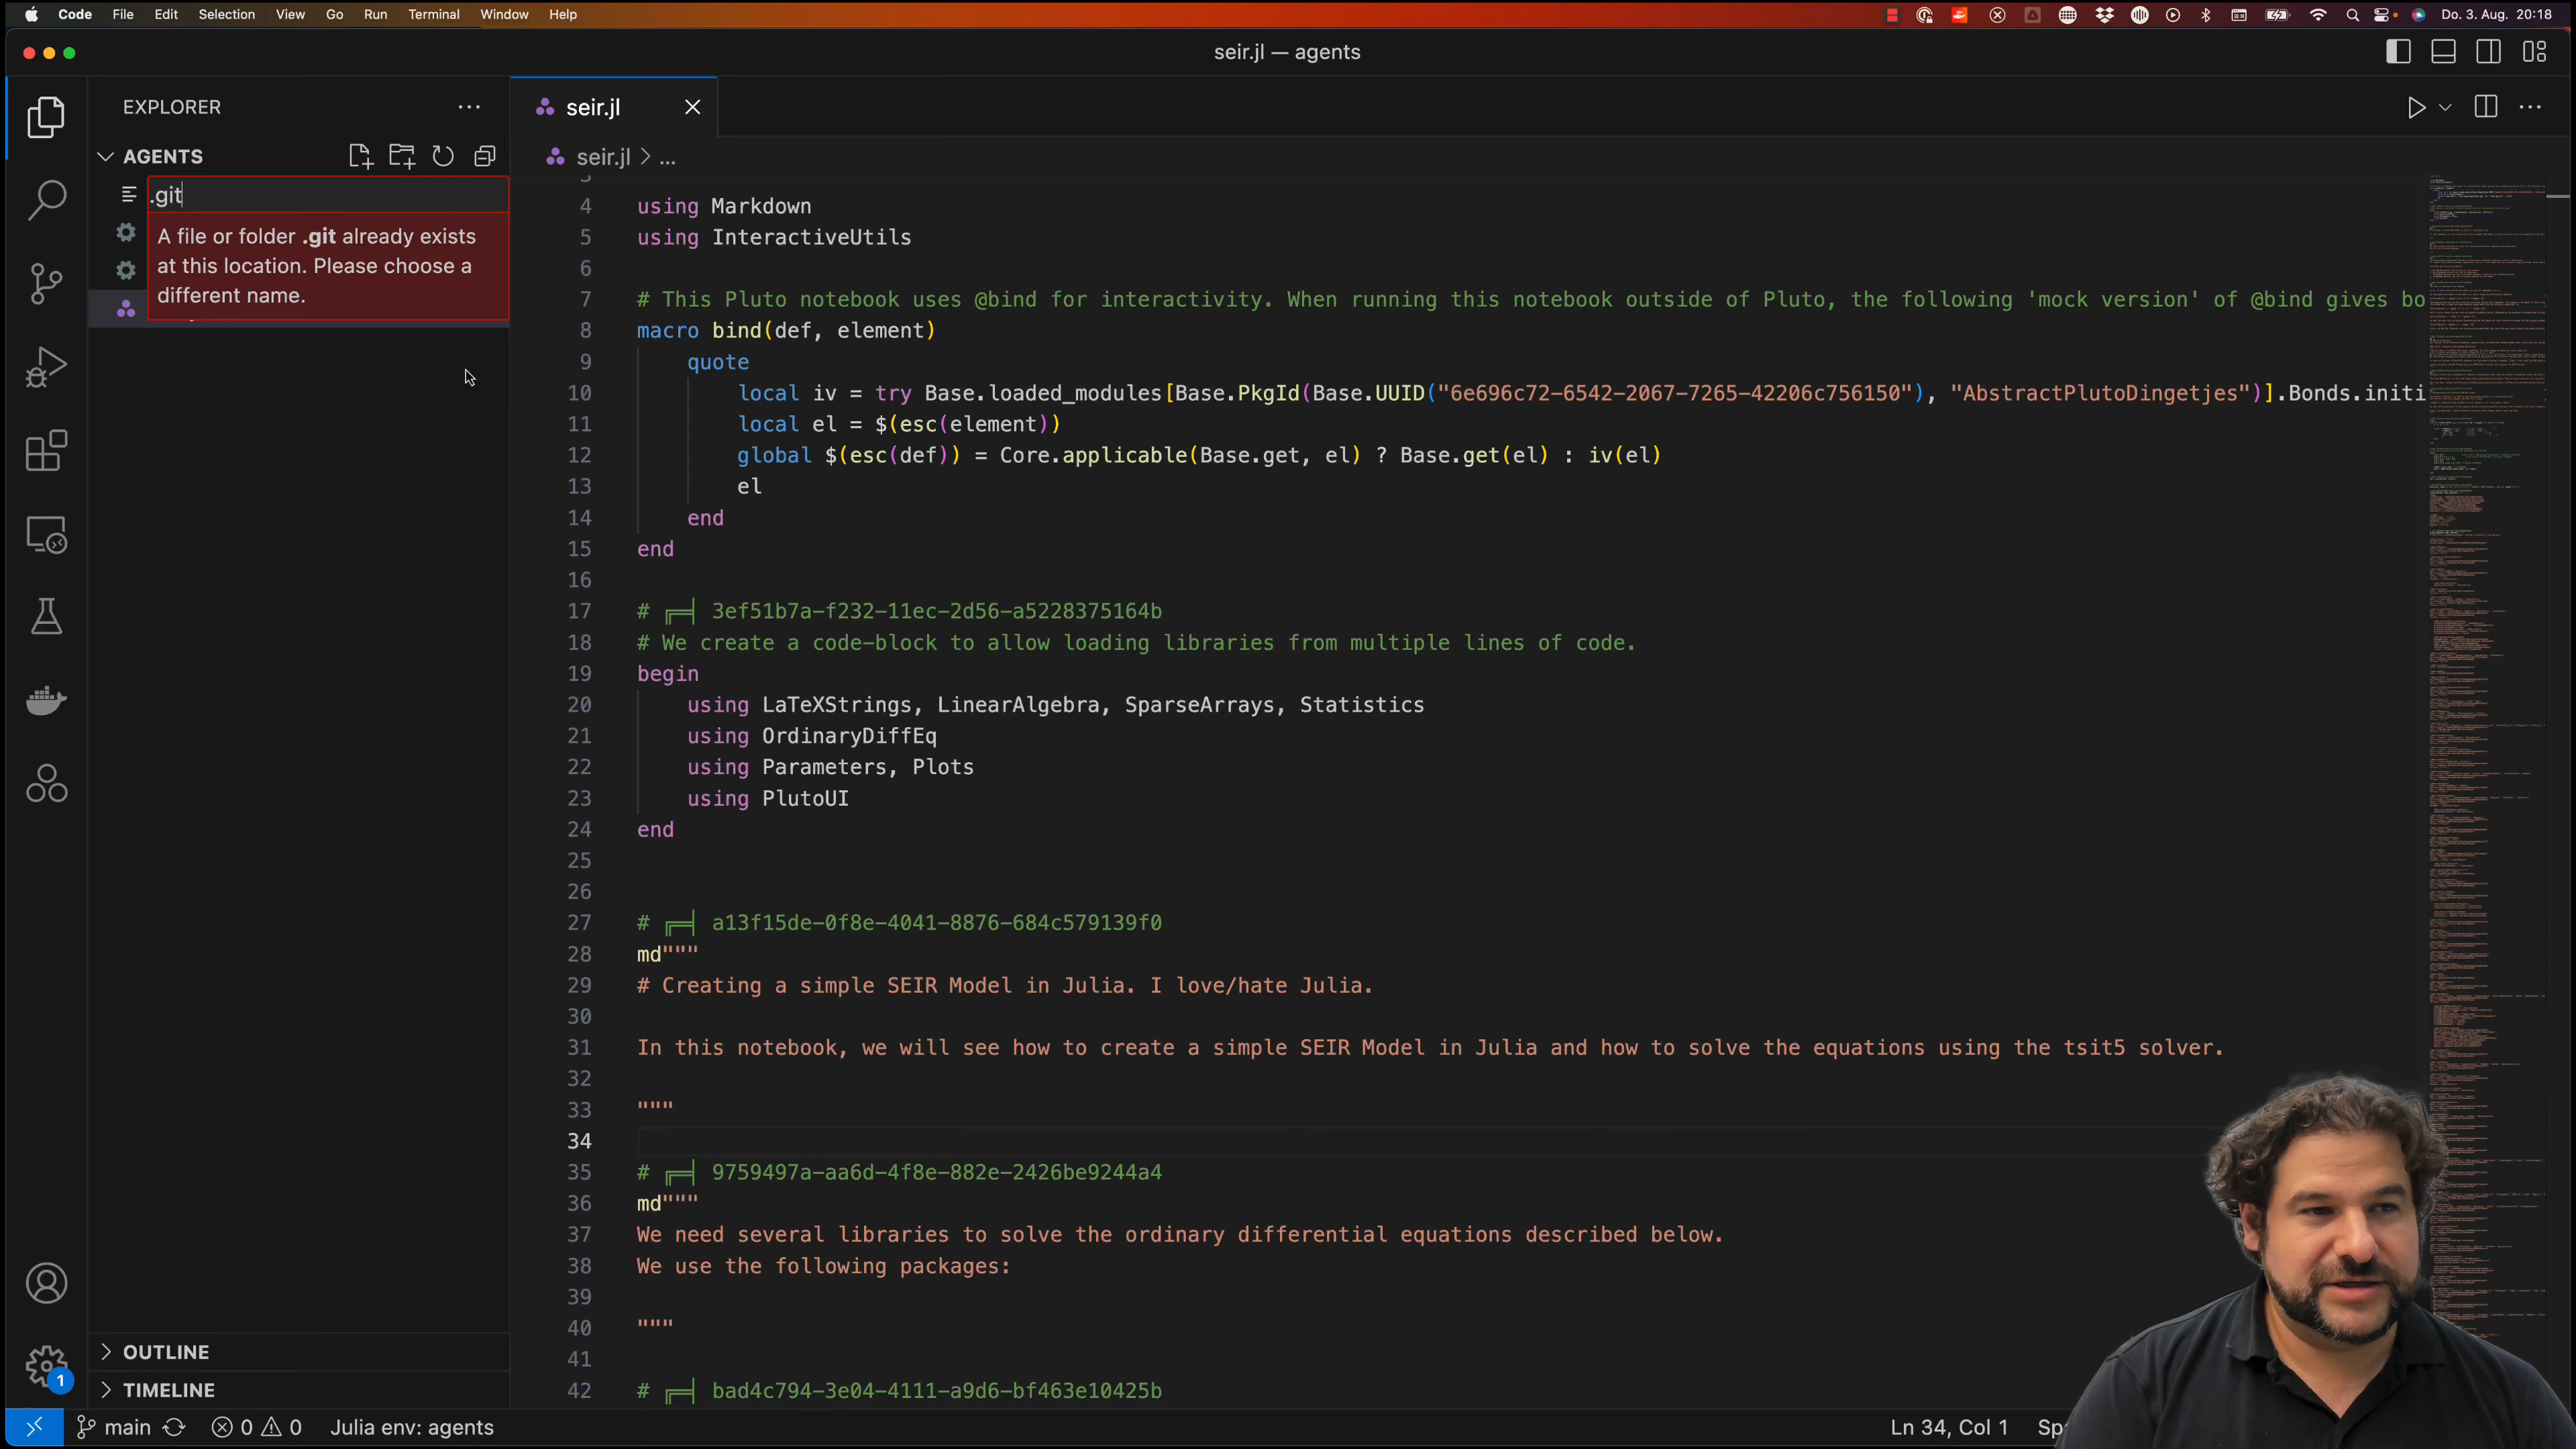 Code File Edit Selection View Go Run Terminal Window Help
Do. 3. Aug. 20:18
seir.jl — agents
EXPLORER
AGENTS
.git
A file or folder .git already exists
at this location. Please choose a
different name.
OUTLINE
TIMELINE
seir.jl
seir.jl > ...
4 using Markdown
5 using InteractiveUtils
6
7 # This Pluto notebook uses @bind for interactivity. When running this notebook outside of Pluto, the following 'mock version' of @bind gives bo
8 macro bind(def, element)
9 quote
10 local iv = try Base.loaded_modules[Base.PkgId(Base.UUID("6e696c72-6542-2067-7265-42206c756150"), "AbstractPlutoDingetjes")].Bonds.initi
11 local el = $(esc(element))
12 global $(esc(def)) = Core.applicable(Base.get, el) ? Base.get(el) : iv(el)
13 el
14 end
15 end
16
17 # ╔═╡ 3ef51b7a-f232-11ec-2d56-a5228375164b
18 # We create a code-block to allow loading libraries from multiple lines of code.
19 begin
20 using LaTeXStrings, LinearAlgebra, SparseArrays, Statistics
21 using OrdinaryDiffEq
22 using Parameters, Plots
23 using PlutoUI
24 end
25
26
27 # ╔═╡ a13f15de-0f8e-4041-8876-684c579139f0
28 md"""
29 # Creating a simple SEIR Model in Julia. I love/hate Julia.
30
31 In this notebook, we will see how to create a simple SEIR Model in Julia and how to solve the equations using the tsit5 solver.
32
33 """
34
35 # ╔═╡ 9759497a-aa6d-4f8e-882e-2426be9244a4
36 md"""
37 We need several libraries to solve the ordinary differential equations described below.
38 We use the following packages:
39
40 """
41
42 # ╔═╡ bad4c794-3e04-4111-a9d6-bf463e10425b
1
main 0 0 Julia env: agents
Ln 34, Col 1